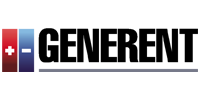 + - GENERENT